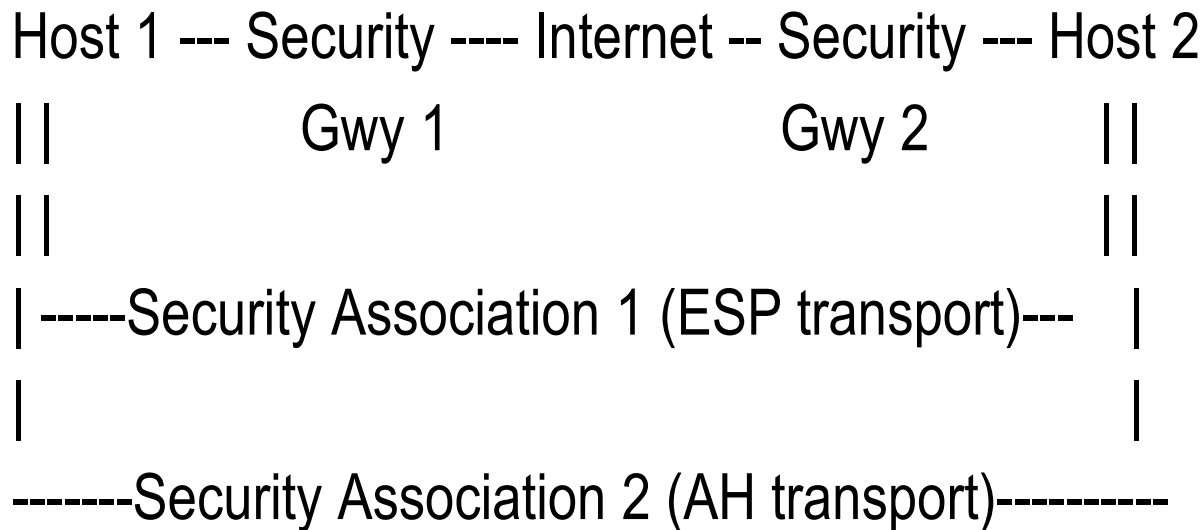 Host 1 --- Security ---- Internet -- Security --- Host 2
| | Gwy 1 Gwy 2 | |
| | | |
| -----Security Association 1 (ESP transport)--- |
| |
-------Security Association 2 (AH transport)----------